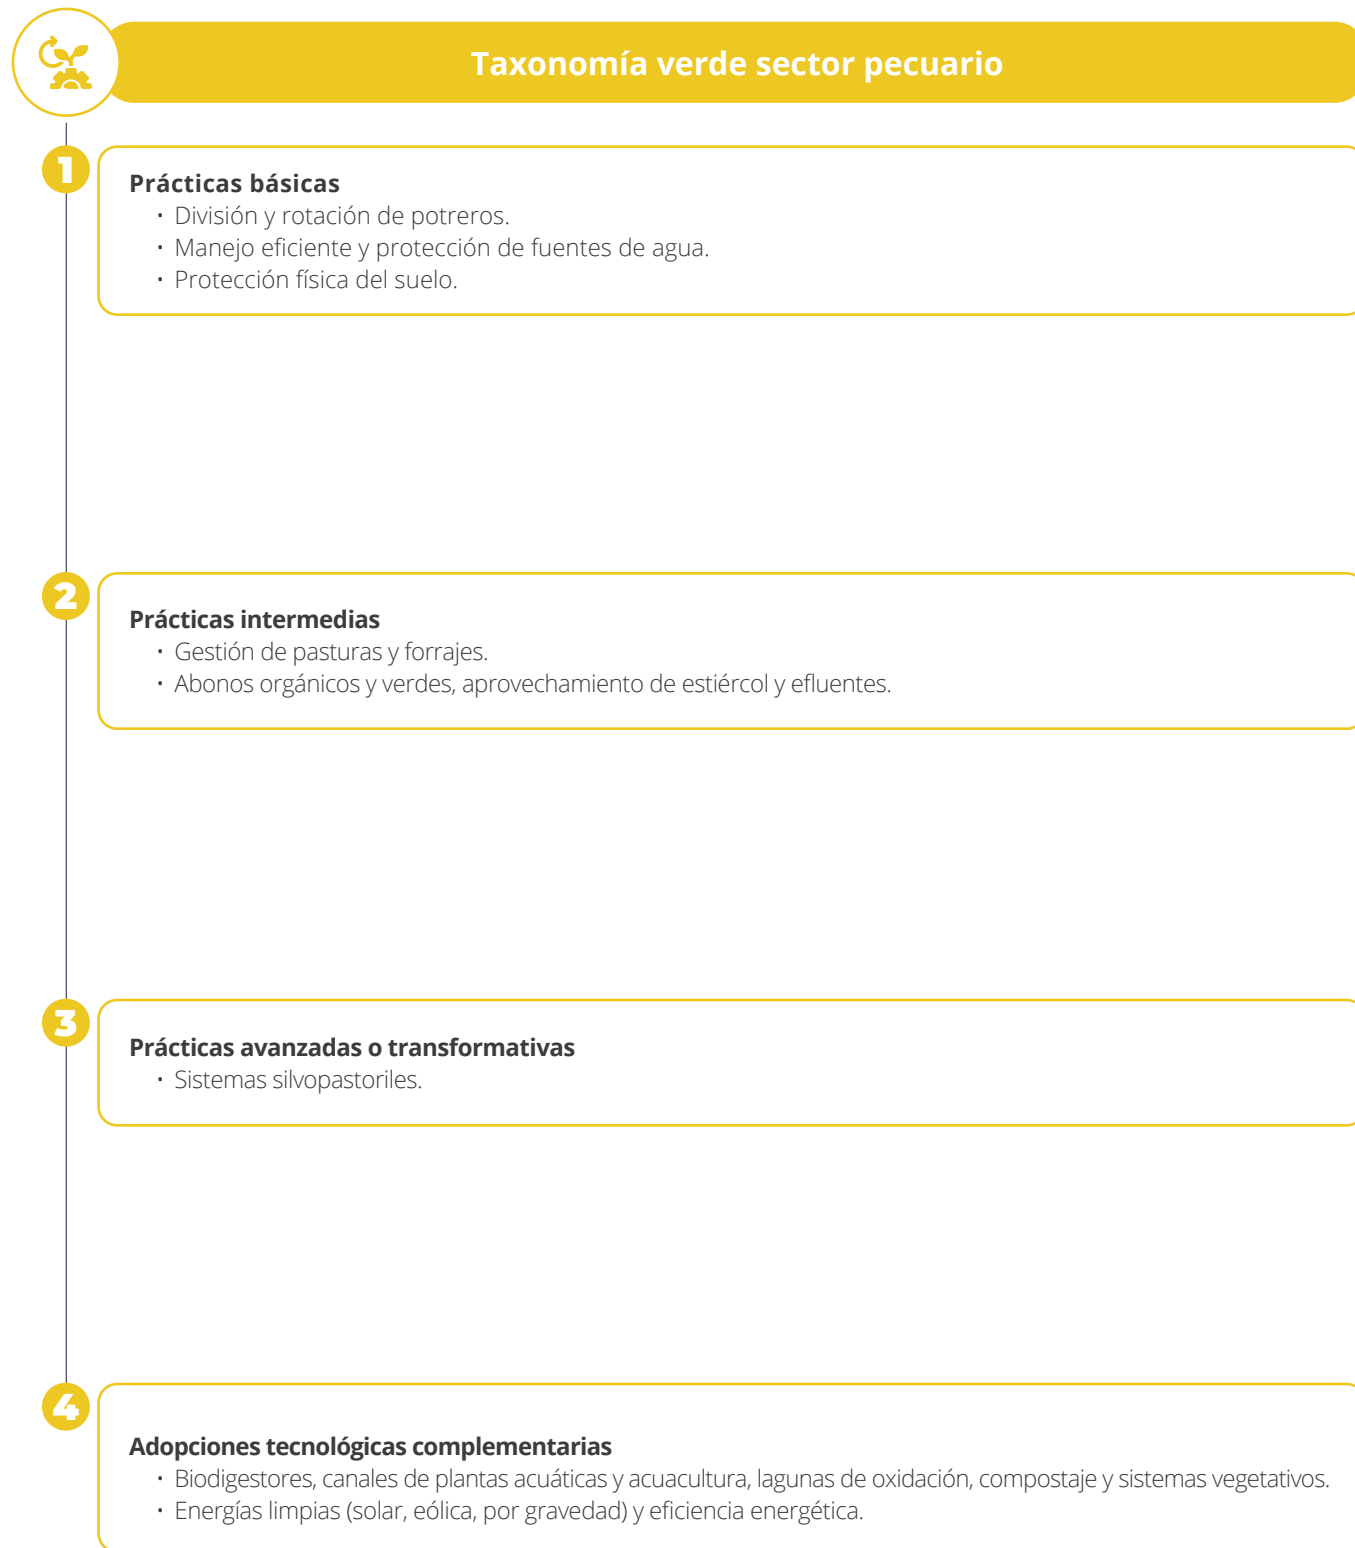 Taxonomía verde sector pecuario
1
Prácticas básicas
• División y rotación de potreros.
• Manejo eficiente y protección de fuentes de agua.
• Protección física del suelo.
2
Prácticas intermedias
• Gestión de pasturas y forrajes.
• Abonos orgánicos y verdes, aprovechamiento de estiércol y efluentes.
3
Prácticas avanzadas o transformativas
• Sistemas silvopastoriles.
4
Adopciones tecnológicas complementarias
• Biodigestores, canales de plantas acuáticas y acuacultura, lagunas de oxidación, compostaje y sistemas vegetativos.
• Energías limpias (solar, eólica, por gravedad) y eficiencia energética.